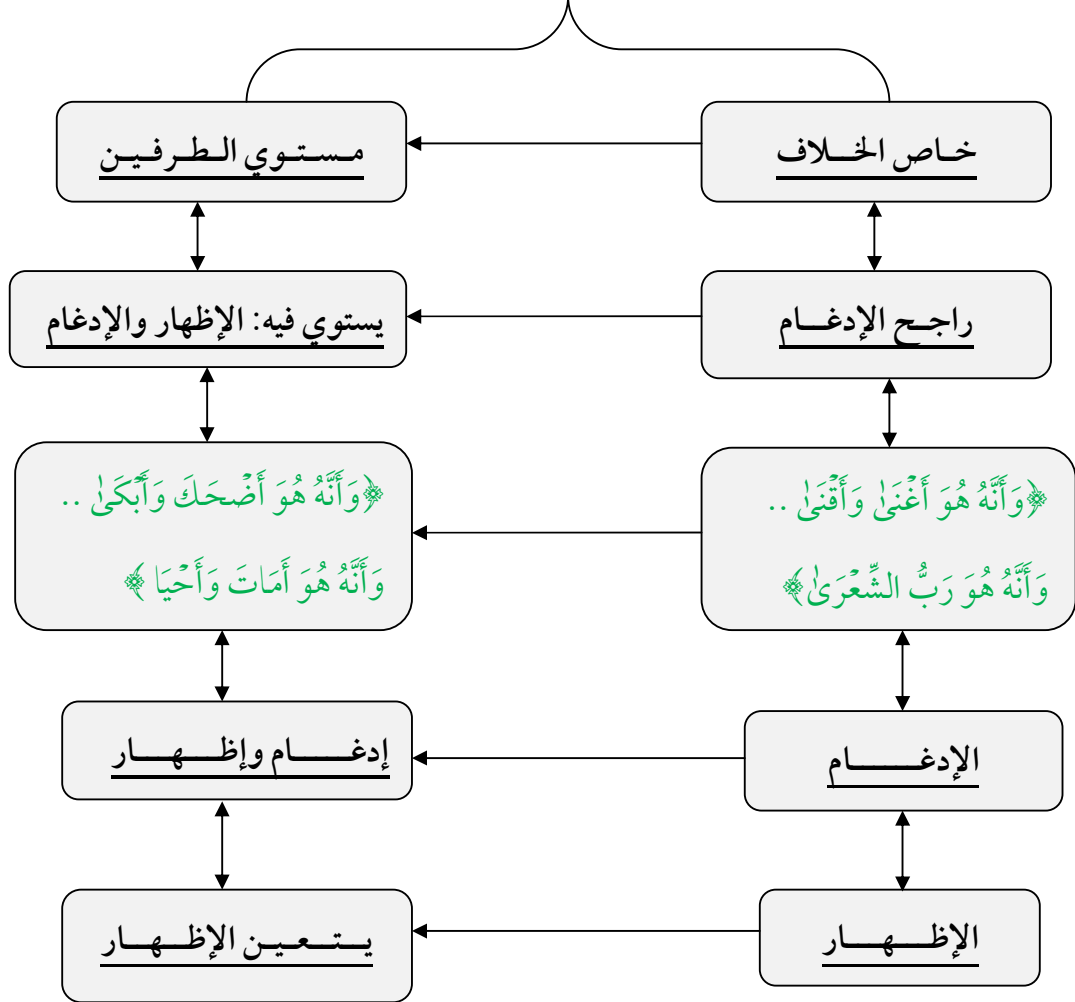 خاص الخلاف
مستوي الطرفين
راجح الإدغام
يستوي فيه: الإظهار والإدغام
﴿وَأَنَّهُ هُوَ أَغْنَىٰ وَأَقْنَىٰ ..
وَأَنَّهُ هُوَ رَبُّ الشِّعْرَىٰ﴾
﴿وَأَنَّهُ هُوَ أَضْحَكَ وَأَبْكَىٰ ..
وَأَنَّهُ هُوَ أَمَاتَ وَأَحْيَا ﴾
الإدغام
إدغام وإظهار
الإظهار
يتعين الإظهار